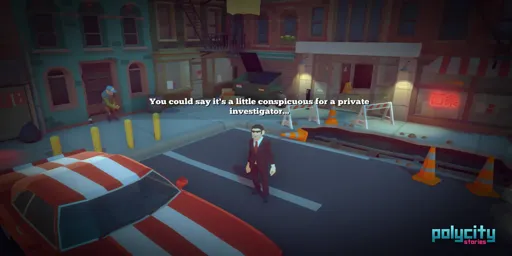 You could say it's a little conspicuous for a private
investigator...
polycity
stories